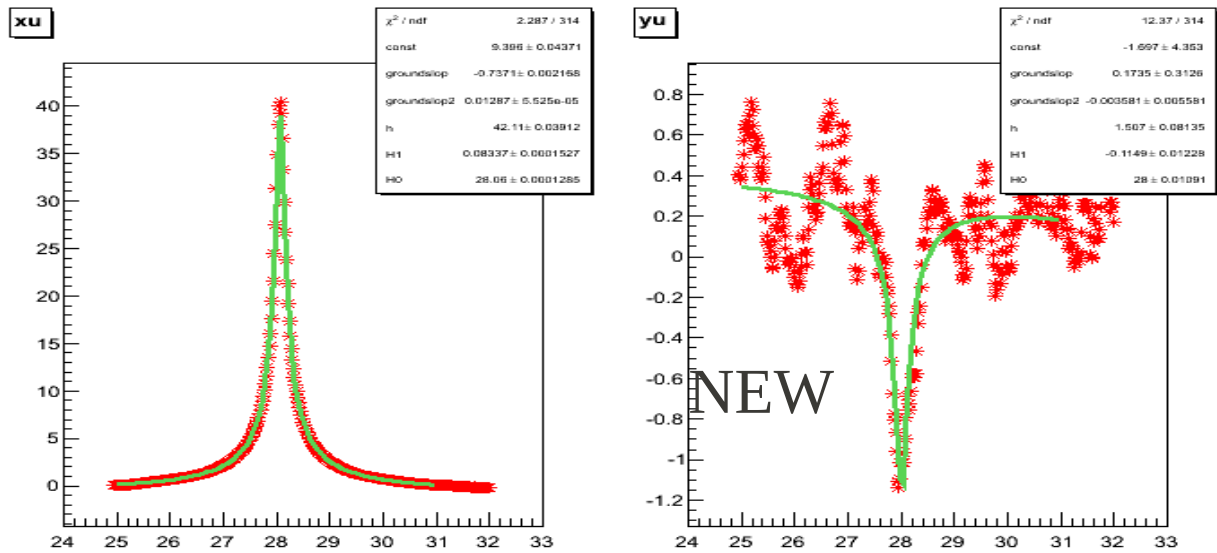 xu
χ² / ndf 2.287 / 314
const 9.396 ± 0.04371
groundslop -0.7371 ± 0.002168
groundslop2 0.01287 ± 5.525e-05
h 42.11 ± 0.03912
H1 0.08337 ± 0.0001527
H0 28.06 ± 0.0001285
40
35
30
25
20
15
10
5
0
24 25 26 27 28 29 30 31 32 33
yu
χ² / ndf 12.37 / 314
const -1.697 ± 4.353
groundslop 0.1735 ± 0.3126
groundslop2 -0.003581 ± 0.005581
h 1.507 ± 0.08135
H1 -0.1149 ± 0.01228
H0 28 ± 0.01091
0.8
0.6
0.4
0.2
0
-0.2
-0.4
-0.6
NEW
-0.8
-1
-1.2
24 25 26 27 28 29 30 31 32 33